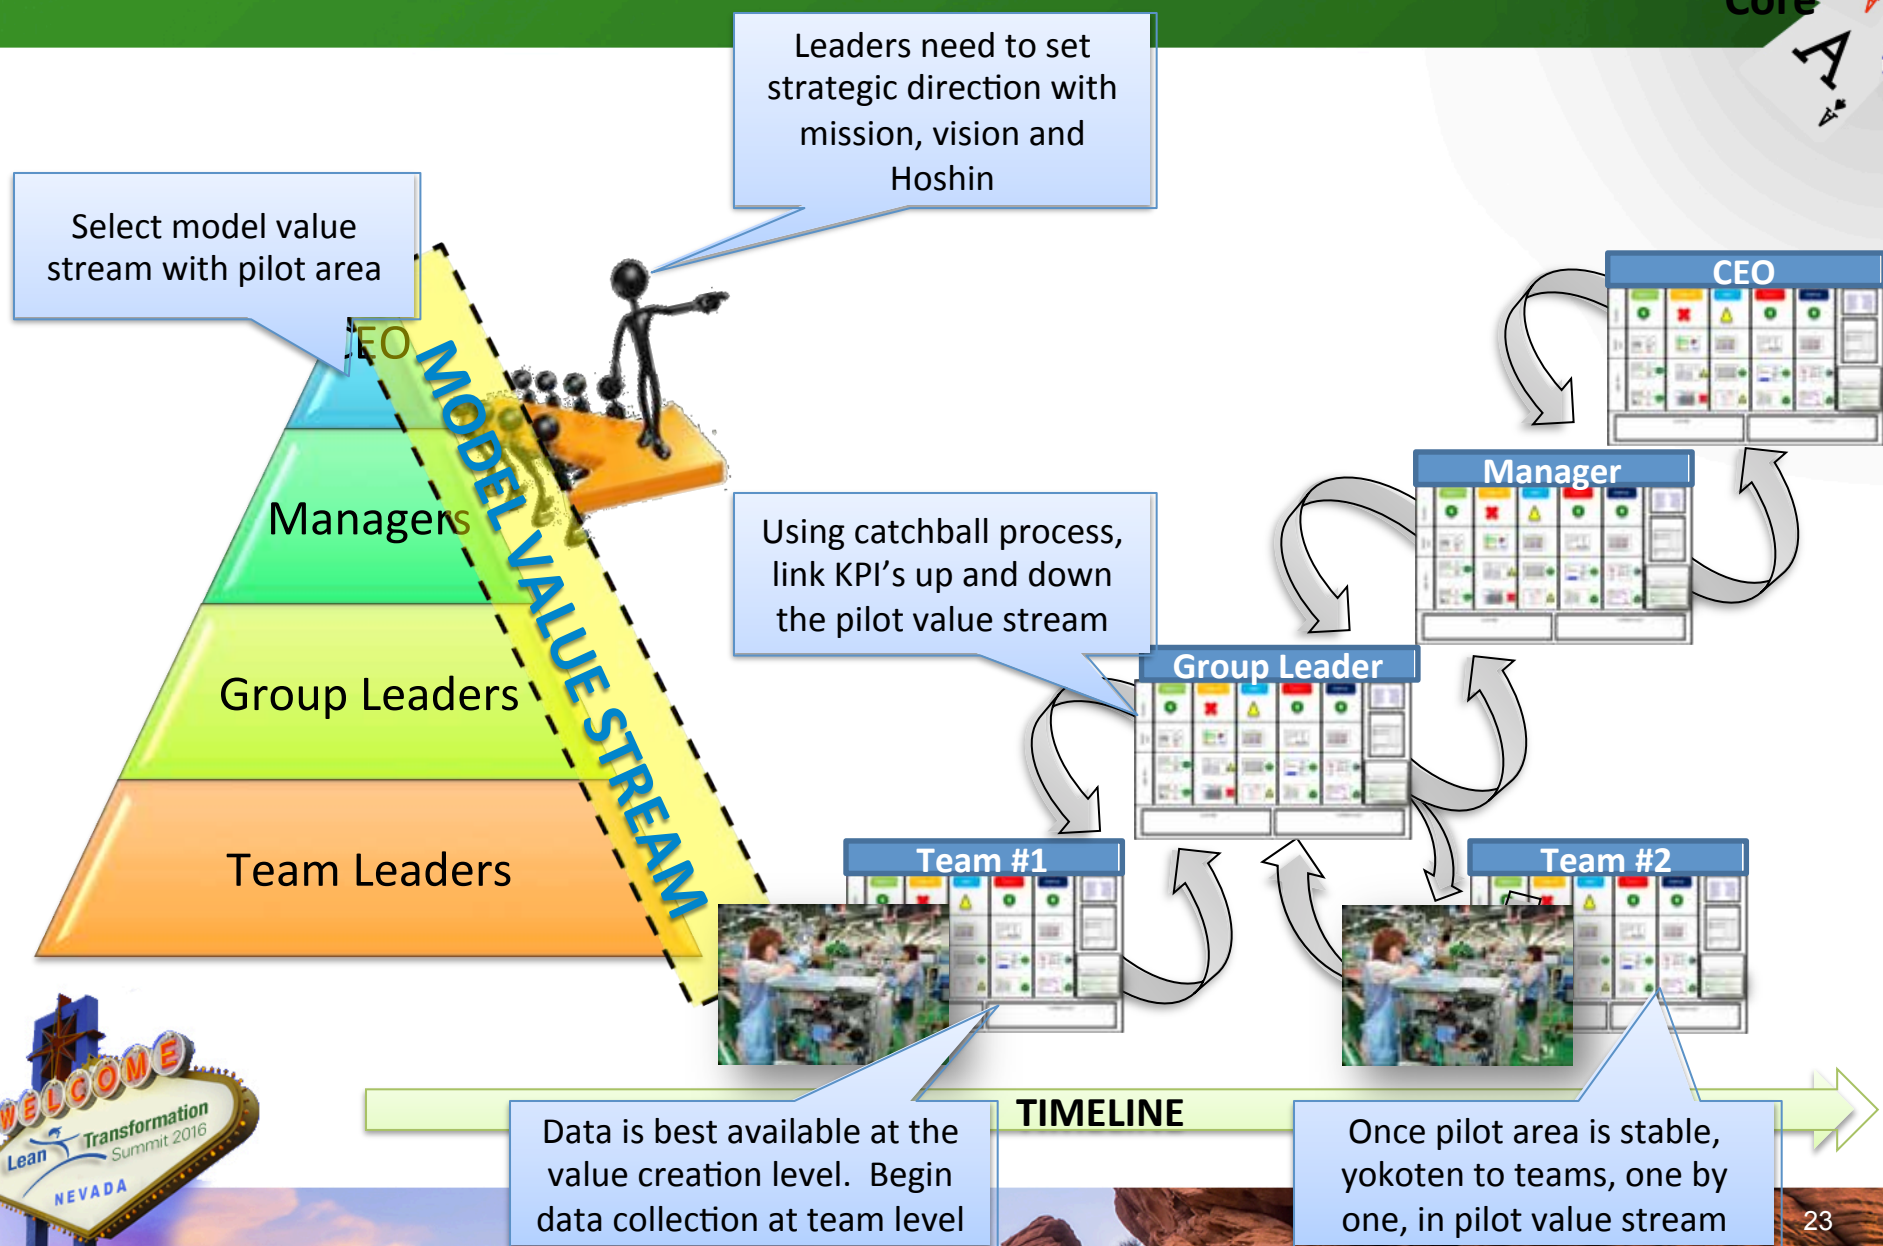 Core
A
Leaders need to set
strategic direction with
mission, vision and
Hoshin
Select model value
stream with pilot area
EO
Managers
Group Leaders
Team Leaders
MODEL VALUE STREAM
CEO
Manager
Using catchball process,
link KPI's up and down
the pilot value stream
Group Leader
Team #1
Team #2
TIMELINE
Data is best available at the
value creation level.  Begin
data collection at team level
Once pilot area is stable,
yokoten to teams, one by
one, in pilot value stream
WELCOME
Lean Transformation
Summit 2016
NEVADA
23